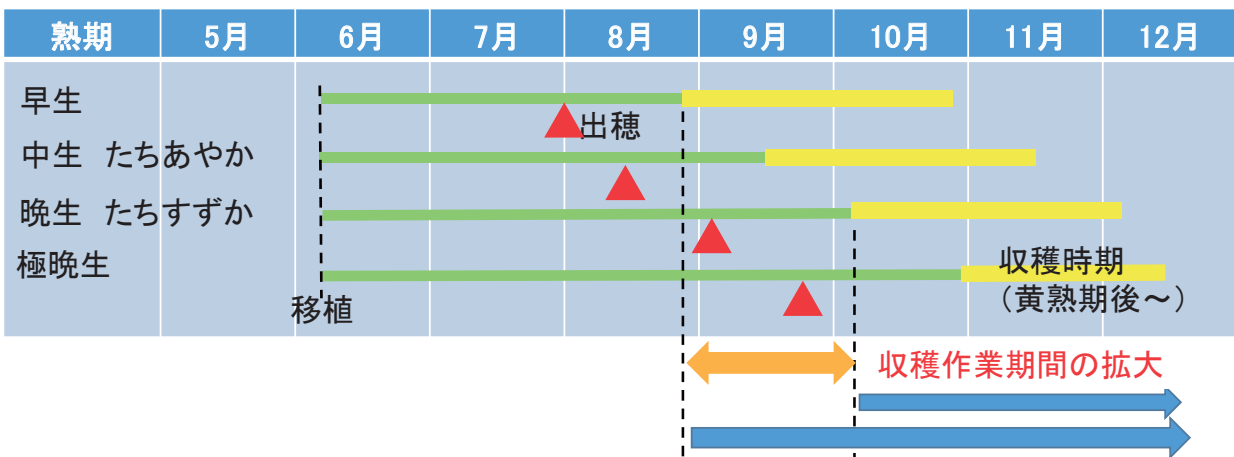 熟期 5月 6月 7月 8月 9月 10月 11月 12月
早生
出穂
中生 たちあやか
晩生 たちすずか
極晩生
収穫時期
(黄熟期後~)
移植
収穫作業期間の拡大